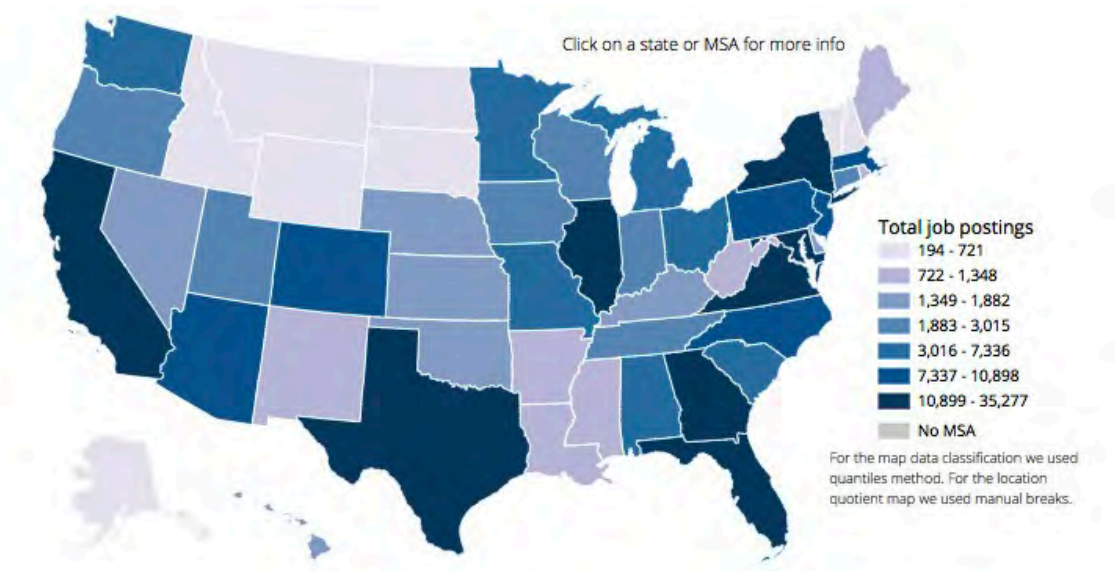 Click on a state or MSA for more info
Total job postings
194 - 721
722 - 1,348
1,349 - 1,882
1,883 - 3,015
3,016 - 7,336
7,337 - 10,898
10,899 - 35,277
No MSA
For the map data classification we used
quantiles method. For the location
quotient map we used manual breaks.